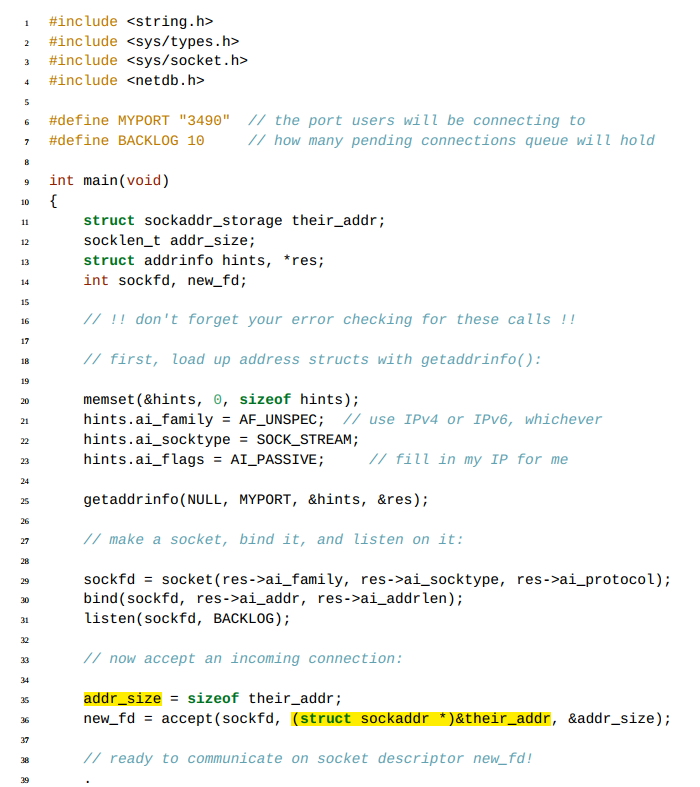 1 #include <string.h>
2 #include <sys/types.h>
3 #include <sys/socket.h>
4 #include <netdb.h>
5
6 #define MYPORT "3490"  // the port users will be connecting to
7 #define BACKLOG 10     // how many pending connections queue will hold
8
9 int main(void)
10 {
11     struct sockaddr_storage their_addr;
12     socklen_t addr_size;
13     struct addrinfo hints, *res;
14     int sockfd, new_fd;
15
16     // !! don't forget your error checking for these calls !!
17
18     // first, load up address structs with getaddrinfo():
19
20     memset(&hints, 0, sizeof hints);
21     hints.ai_family = AF_UNSPEC;  // use IPv4 or IPv6, whichever
22     hints.ai_socktype = SOCK_STREAM;
23     hints.ai_flags = AI_PASSIVE;     // fill in my IP for me
24
25     getaddrinfo(NULL, MYPORT, &hints, &res);
26
27     // make a socket, bind it, and listen on it:
28
29     sockfd = socket(res->ai_family, res->ai_socktype, res->ai_protocol);
30     bind(sockfd, res->ai_addr, res->ai_addrlen);
31     listen(sockfd, BACKLOG);
32
33     // now accept an incoming connection:
34
35     addr_size = sizeof their_addr;
36     new_fd = accept(sockfd, (struct sockaddr *)&their_addr, &addr_size);
37
38     // ready to communicate on socket descriptor new_fd!
39     .